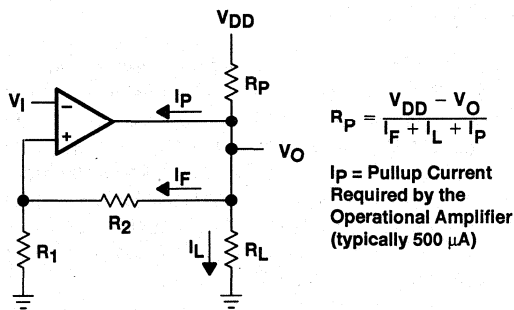 VDD
RP
IP
VI
−
+
VO
IF
R2
R1
IL
RL
RP = VDD − VO / IF + IL + IP
IP = Pullup Current
Required by the
Operational Amplifier
(typically 500 μA)